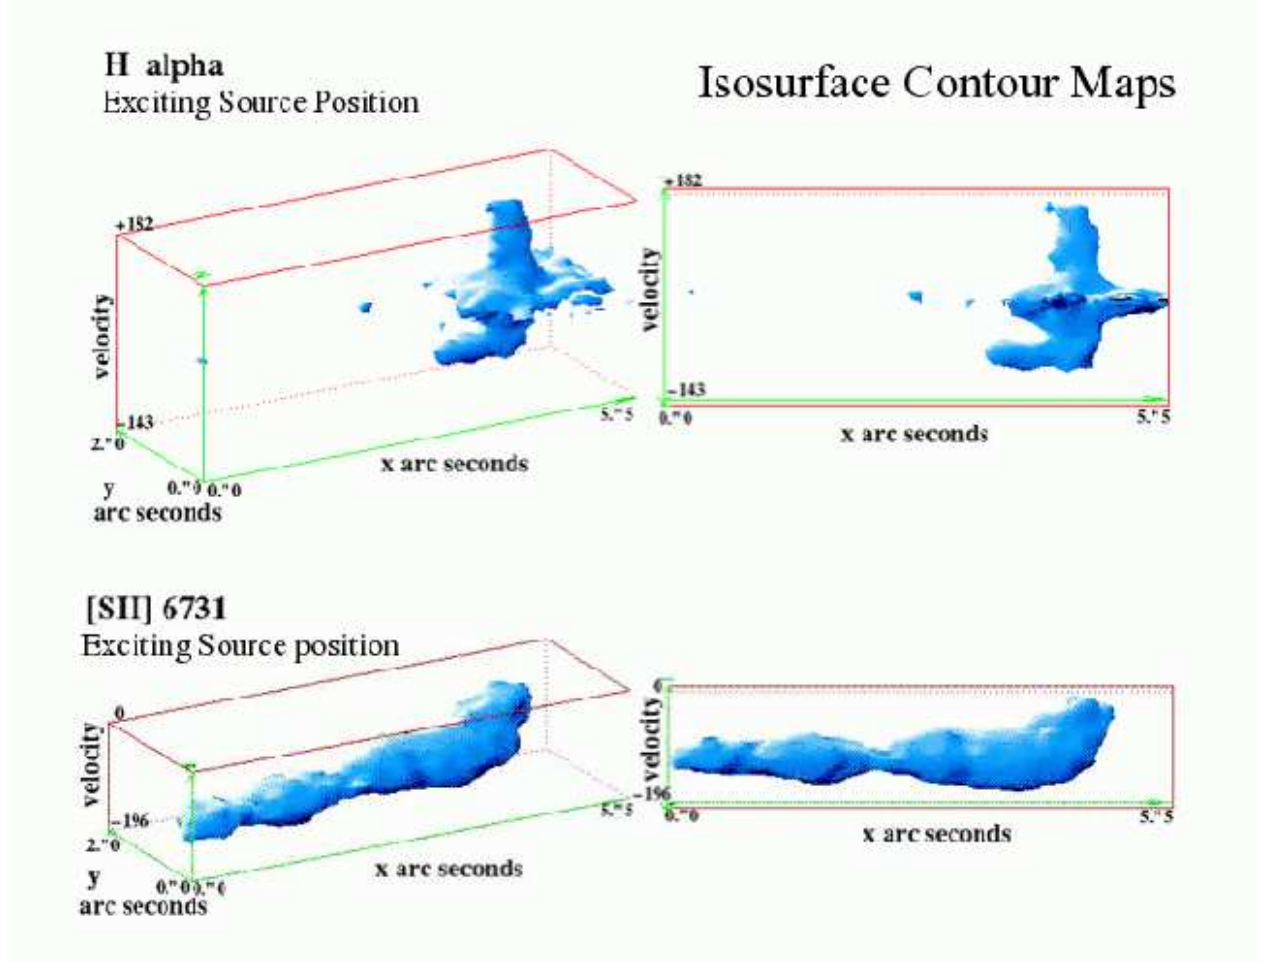 H alpha
Exciting Source Position
Isosurface Contour Maps
+182
velocity
-143
2."0
y
arc seconds
0."0 0."0
x arc seconds
5."5
+182
velocity
-143
0."0
x arc seconds
5."5
[SII] 6731
Exciting Source position
0
velocity
-196
2."0
y
arc seconds
0."0 0."0
x arc seconds
5."5
0
velocity
-196
0."0
x arc seconds
5."5